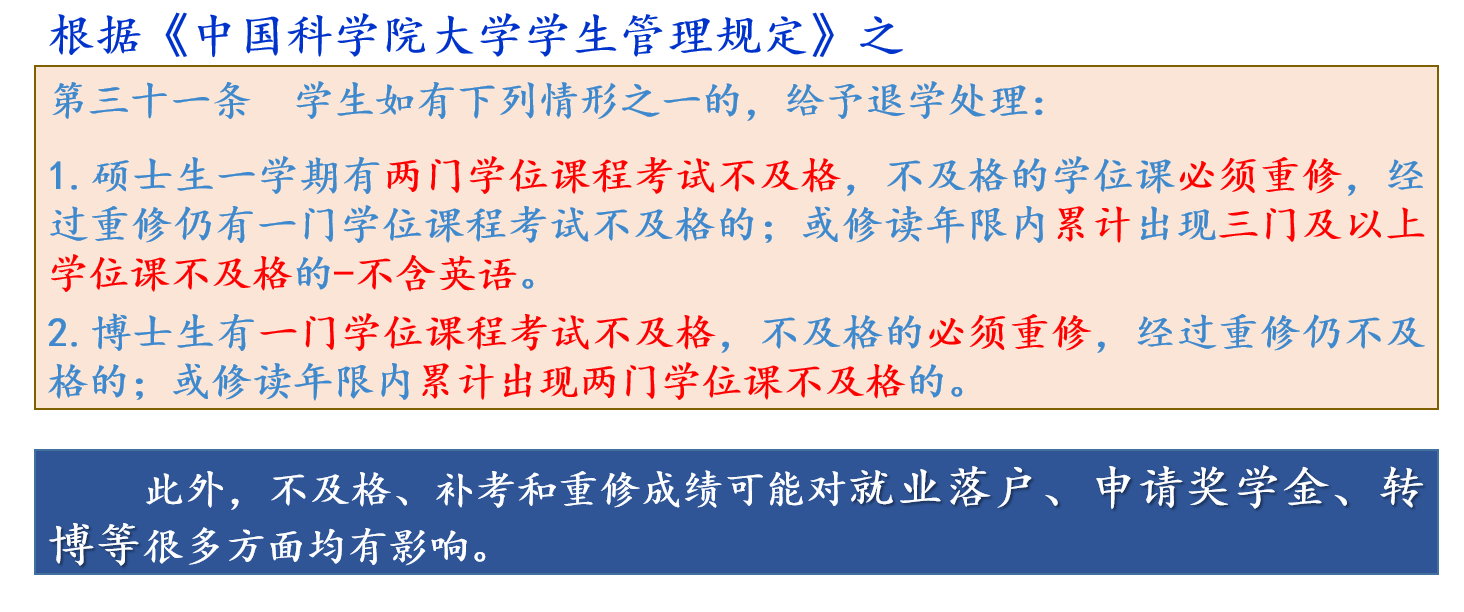 根据《中国科学院大学学生管理规定》之
第三十一条　学生如有下列情形之一的，给予退学处理：
1.硕士生一学期有两门学位课程考试不及格，不及格的学位课必须重修，经
过重修仍有一门学位课程考试不及格的；或修读年限内累计出现三门及以上
学位课不及格的-不含英语。
2.博士生有一门学位课程考试不及格，不及格的必须重修，经过重修仍不及
格的；或修读年限内累计出现两门学位课不及格的。
此外，不及格、补考和重修成绩可能对就业落户、申请奖学金、转
博等很多方面均有影响。